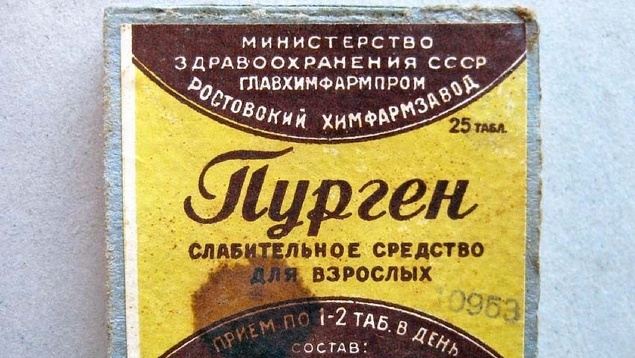 МИНИСТЕРСТВО
ЗДРАВООХРАНЕНИЯ СССР
ГЛАВХИМФАРМПРОМ
РОСТОВСКИЙ ХИМФАРМЗАВОД
25 ТАБЛ.
Пурген
СЛАБИТЕЛЬНОЕ СРЕДСТВО
ДЛЯ ВЗРОСЛЫХ
0953
ПРИЕМ ПО 1-2 ТАБ. В ДЕНЬ
СОСТАВ: